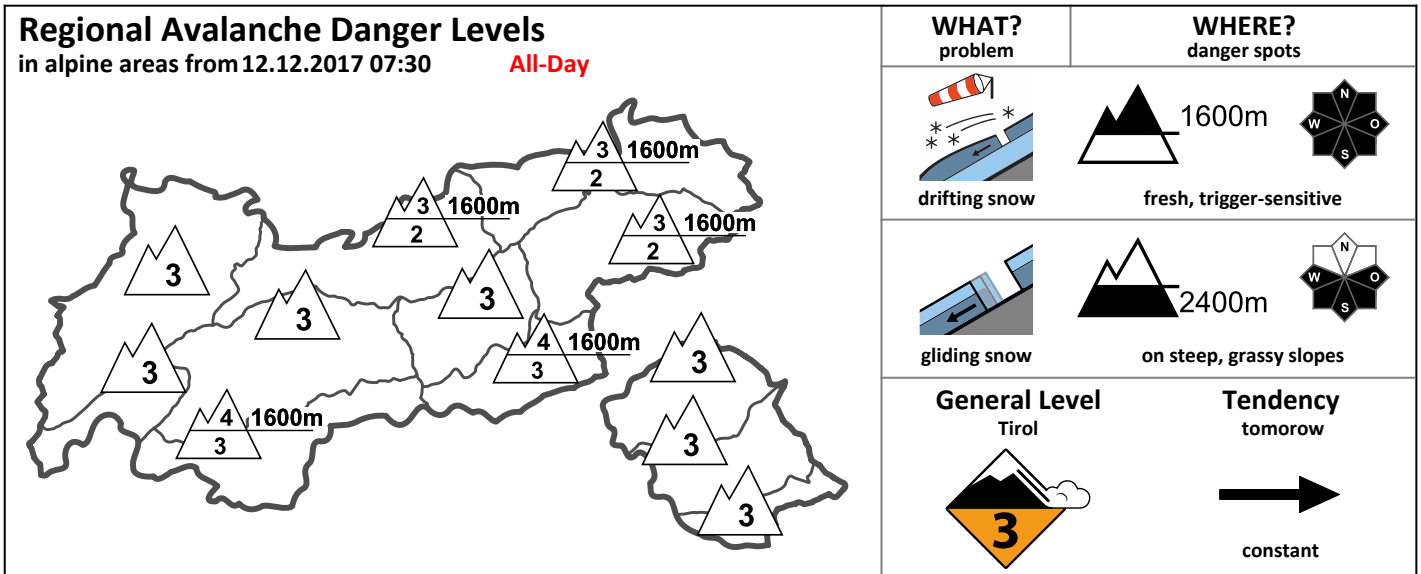 Regional Avalanche Danger Levels
in alpine areas from 12.12.2017 07:30 All-Day
3 1600m
2
3 1600m
2
3 1600m
2
3
3
3
4 1600m
3
3
3
4 1600m
3
3
3
WHAT?
problem
WHERE?
danger spots
1600m
N
W O
S
drifting snow
fresh, trigger-sensitive
2400m
N
W O
S
gliding snow
on steep, grassy slopes
General Level
Tirol
3
Tendency
tomorow
constant